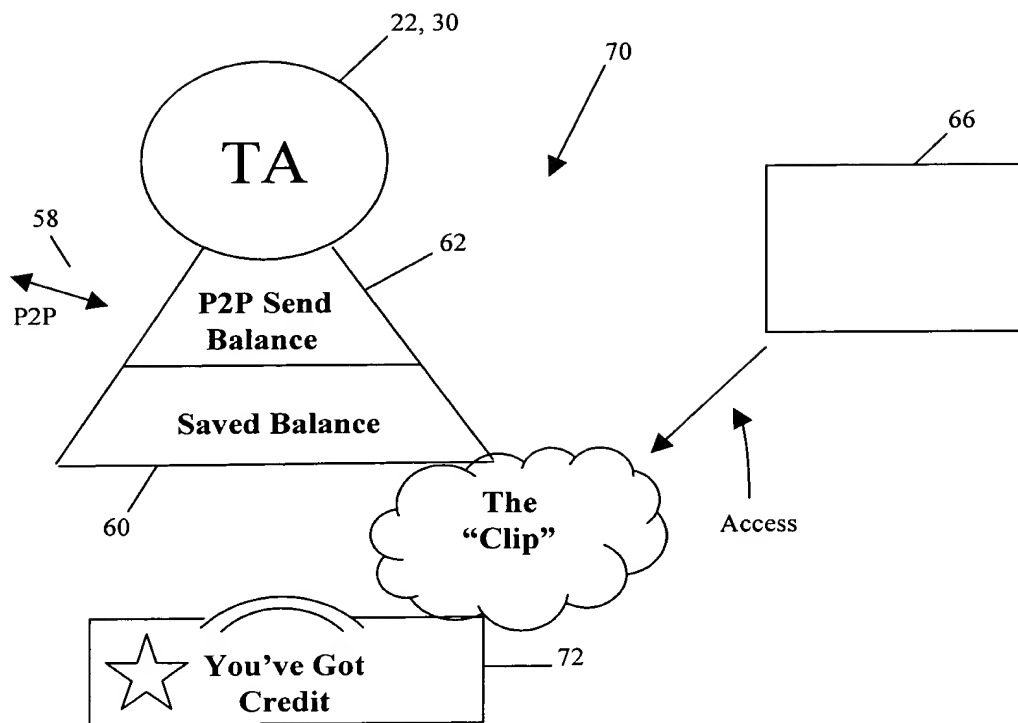 22, 30
70
66
TA
58
62
P2P
P2P Send
Balance
Saved Balance
60
The
“Clip”
Access
You’ve Got
Credit
72